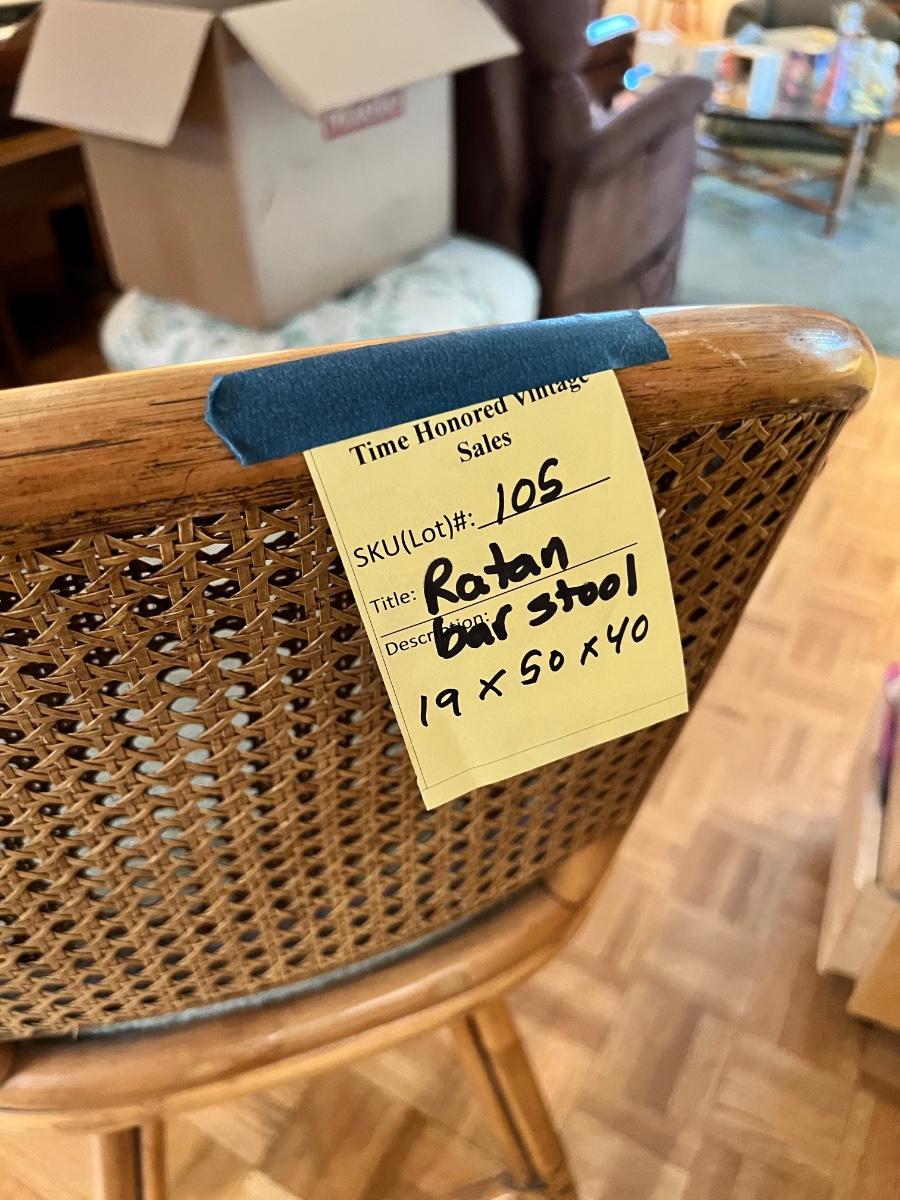 Time Honored Vintage
Sales
SKU(Lot)#: 105
Title: Ratan
Description: bar stool
19 x 50 x 40